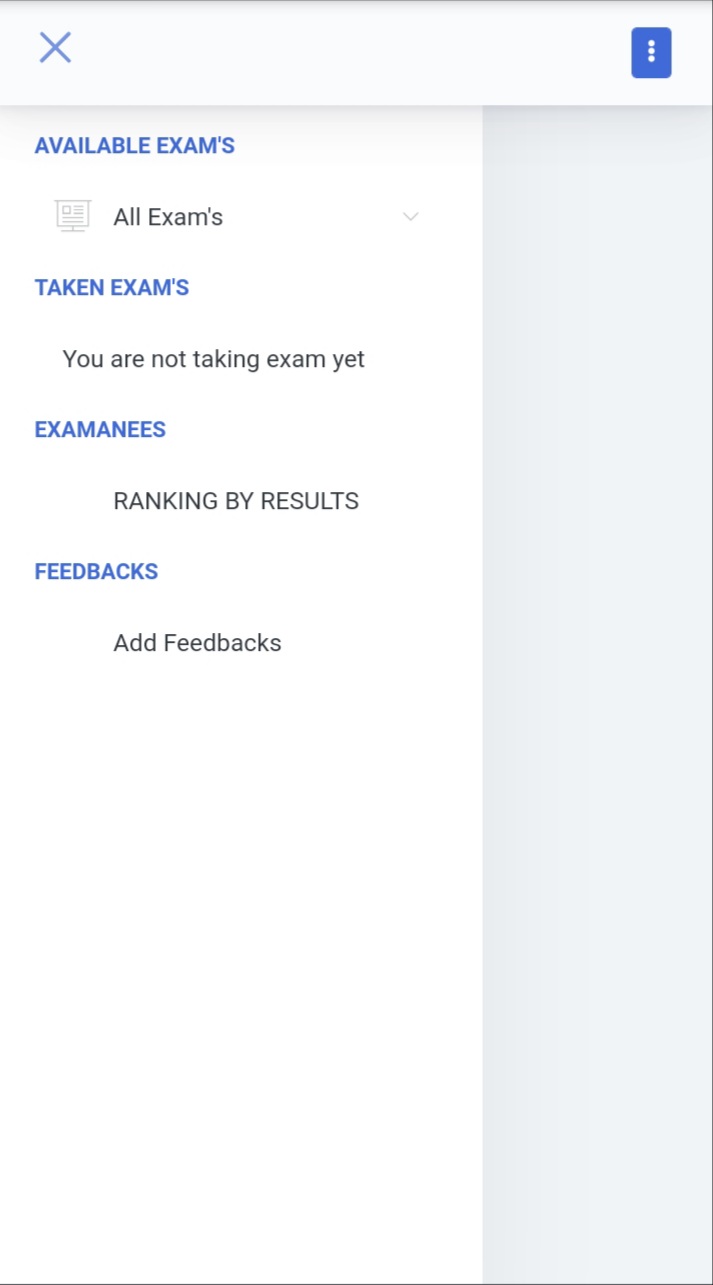 AVAILABLE EXAM'S
All Exam's
TAKEN EXAM'S
You are not taking exam yet
EXAMANEES
RANKING BY RESULTS
FEEDBACKS
Add Feedbacks